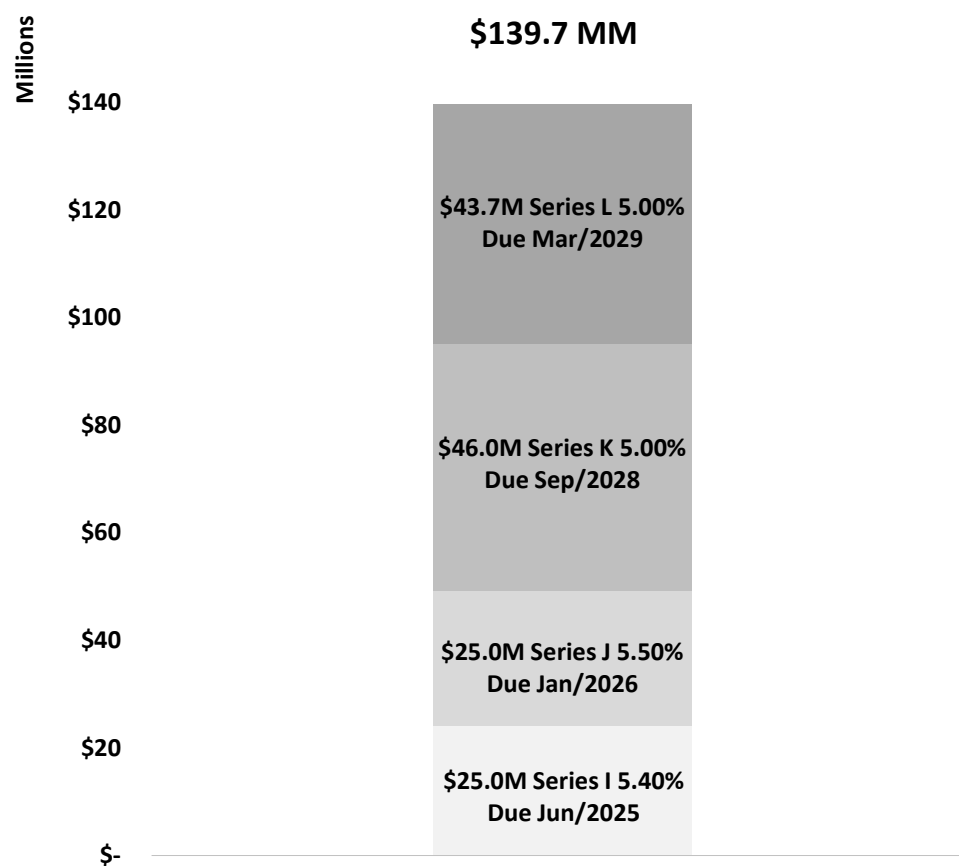 $139.7 MM
Millions
$140
$120
$100
$80
$60
$40
$20
$-
$43.7M Series L 5.00%
Due Mar/2029
$46.0M Series K 5.00%
Due Sep/2028
$25.0M Series J 5.50%
Due Jan/2026
$25.0M Series I 5.40%
Due Jun/2025